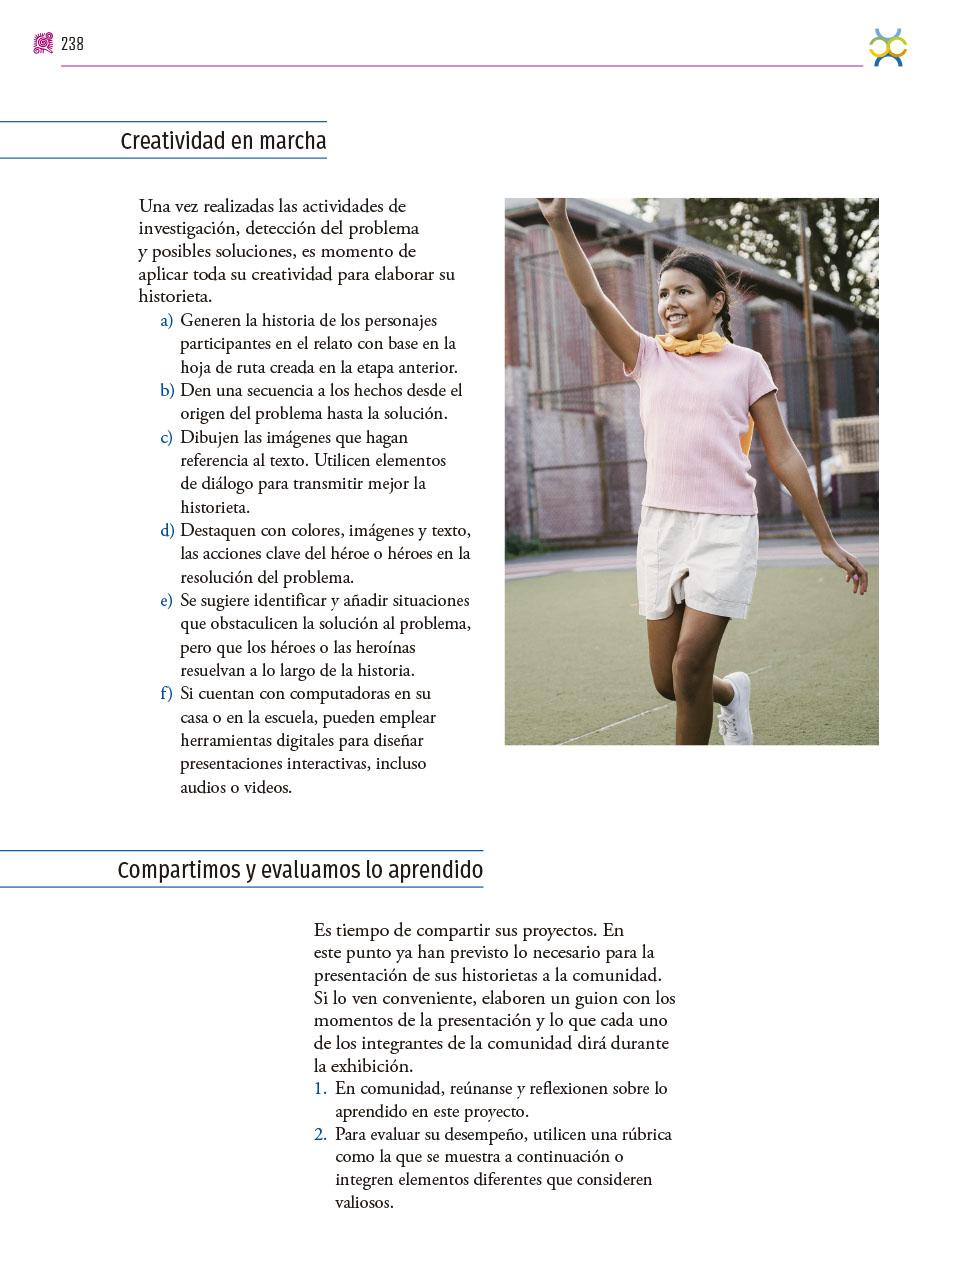 238
Creatividad en marcha
Una vez realizadas las actividades de
investigación, detección del problema
y posibles soluciones, es momento de
aplicar toda su creatividad para elaborar su
historieta.
a) Generen la historia de los personajes
participantes en el relato con base en la
hoja de ruta creada en la etapa anterior.
b) Den una secuencia a los hechos desde el
origen del problema hasta la solución.
c) Dibujen las imágenes que hagan
referencia al texto. Utilicen elementos
de diálogo para transmitir mejor la
historieta.
d) Destaquen con colores, imágenes y texto,
las acciones clave del héroe o héroes en la
resolución del problema.
e) Se sugiere identificar y añadir situaciones
que obstaculicen la solución al problema,
pero que los héroes o las heroínas
resuelvan a lo largo de la historia.
f) Si cuentan con computadoras en su
casa o en la escuela, pueden emplear
herramientas digitales para diseñar
presentaciones interactivas, incluso
audios o videos.
Compartimos y evaluamos lo aprendido
Es tiempo de compartir sus proyectos. En
este punto ya han previsto lo necesario para la
presentación de sus historietas a la comunidad.
Si lo ven conveniente, elaboren un guion con los
momentos de la presentación y lo que cada uno
de los integrantes de la comunidad dirá durante
la exhibición.
1. En comunidad, reúnanse y reflexionen sobre lo
aprendido en este proyecto.
2. Para evaluar su desempeño, utilicen una rúbrica
como la que se muestra a continuación o
integren elementos diferentes que consideren
valiosos.